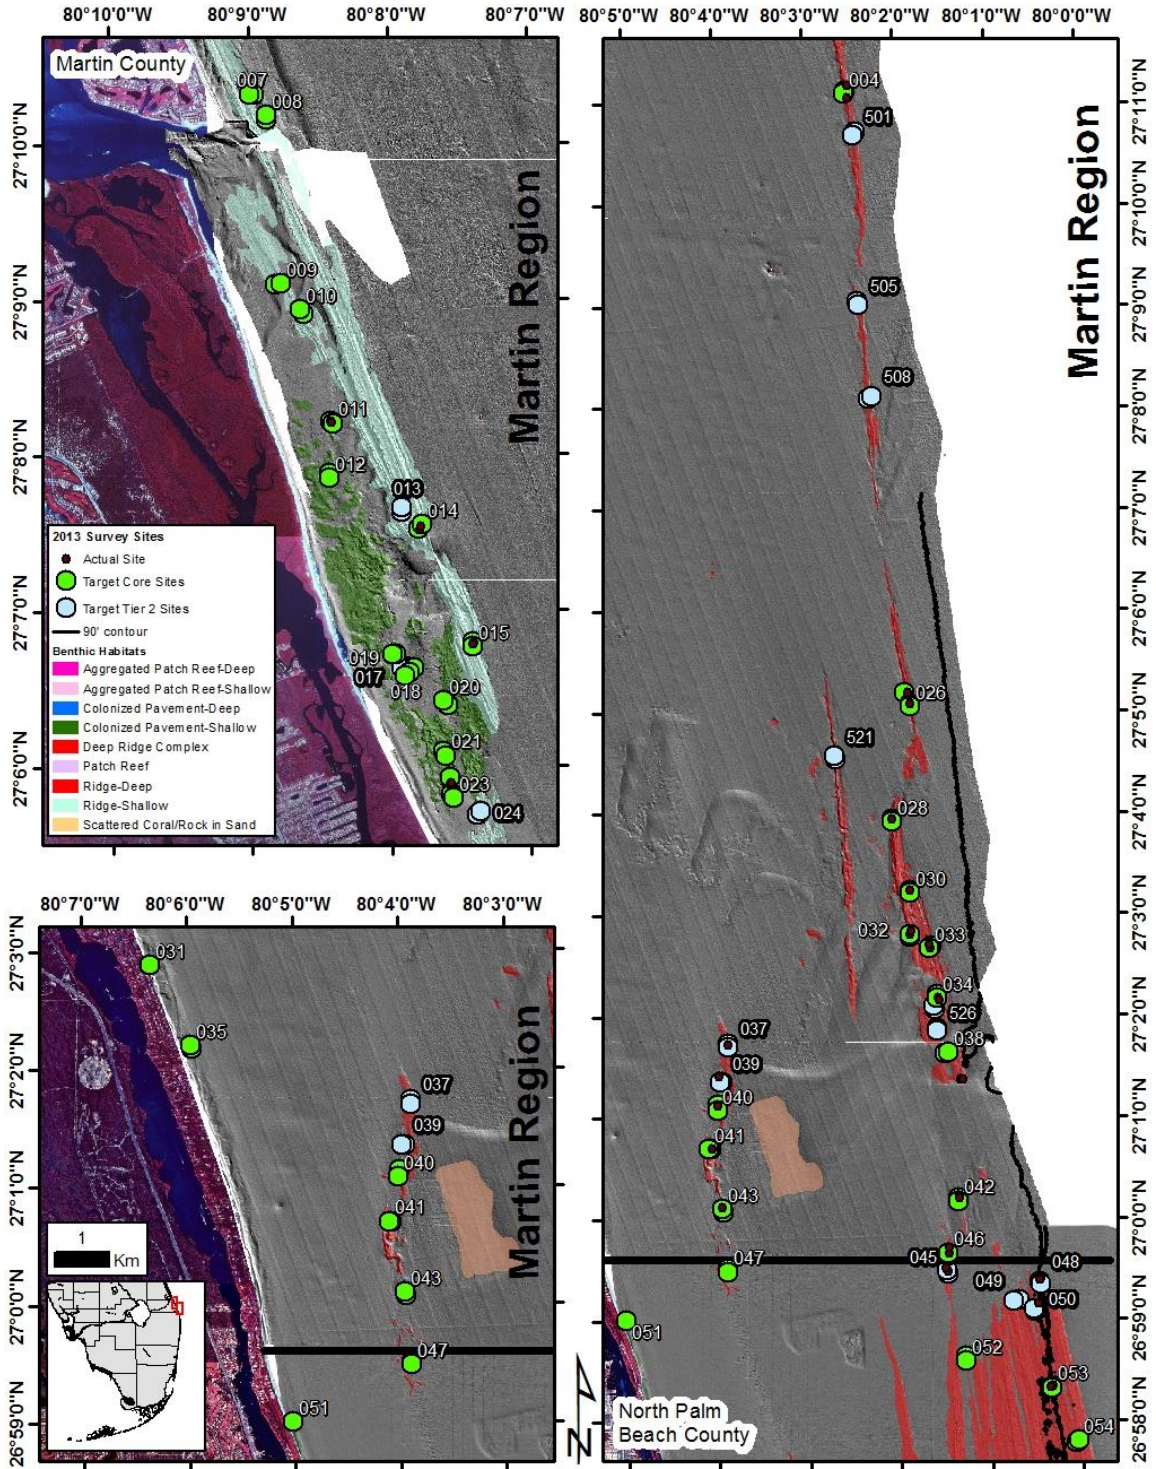 80°10'0"W 80°9'0"W 80°8'0"W 80°7'0"W
27°10'0"N
27°9'0"N
27°8'0"N
27°7'0"N
27°6'0"N
Martin County
007
008
009
010
011
012
013
014
015
019
017
018
020
021
023
024
Martin Region
2013 Survey Sites
Actual Site
Target Core Sites
Target Tier 2 Sites
90' contour
Benthic Habitats
Aggregated Patch Reef-Deep
Aggregated Patch Reef-Shallow
Colonized Pavement-Deep
Colonized Pavement-Shallow
Deep Ridge Complex
Patch Reef
Ridge-Deep
Ridge-Shallow
Scattered Coral/Rock in Sand
80°7'0"W 80°6'0"W 80°5'0"W 80°4'0"W 80°3'0"W
27°3'0"N
27°2'0"N
27°1'0"N
27°0'0"N
26°59'0"N
031
035
037
039
040
041
043
047
051
Martin Region
1
Km
80°5'0"W 80°4'0"W 80°3'0"W 80°2'0"W 80°1'0"W 80°0'0"W
27°11'0"N
27°10'0"N
27°9'0"N
27°8'0"N
27°7'0"N
27°6'0"N
27°5'0"N
27°4'0"N
27°3'0"N
27°2'0"N
27°1'0"N
27°0'0"N
26°59'0"N
26°58'0"N
Martin Region
004
501
505
508
026
521
028
030
032
033
034
526
038
037
039
040
041
043
042
046
045
047
048
049
050
051
052
053
054
North Palm
Beach County
N